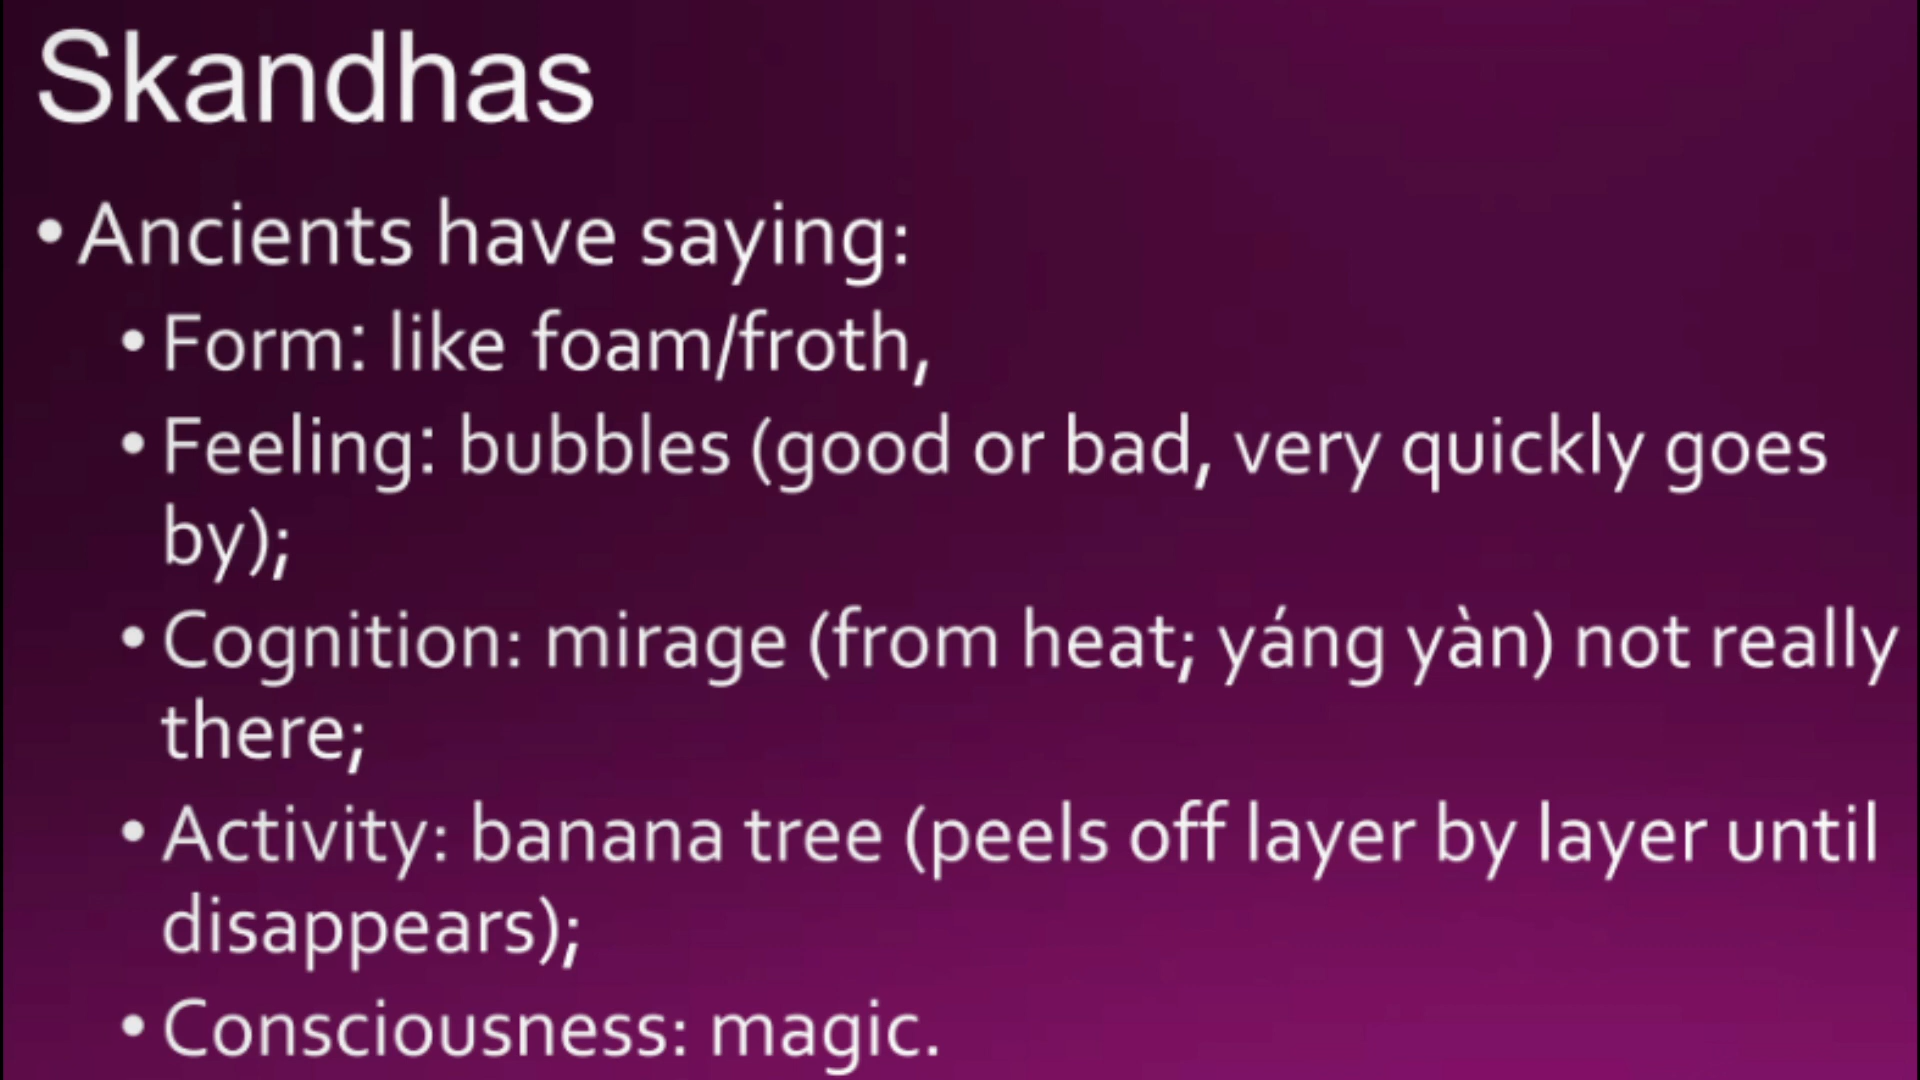 Skandhas
• Ancients have saying:
• Form: like foam/froth,
• Feeling: bubbles (good or bad, very quickly goes
by);
• Cognition: mirage (from heat; yáng yàn) not really
there;
• Activity: banana tree (peels off layer by layer until
disappears);
• Consciousness: magic.